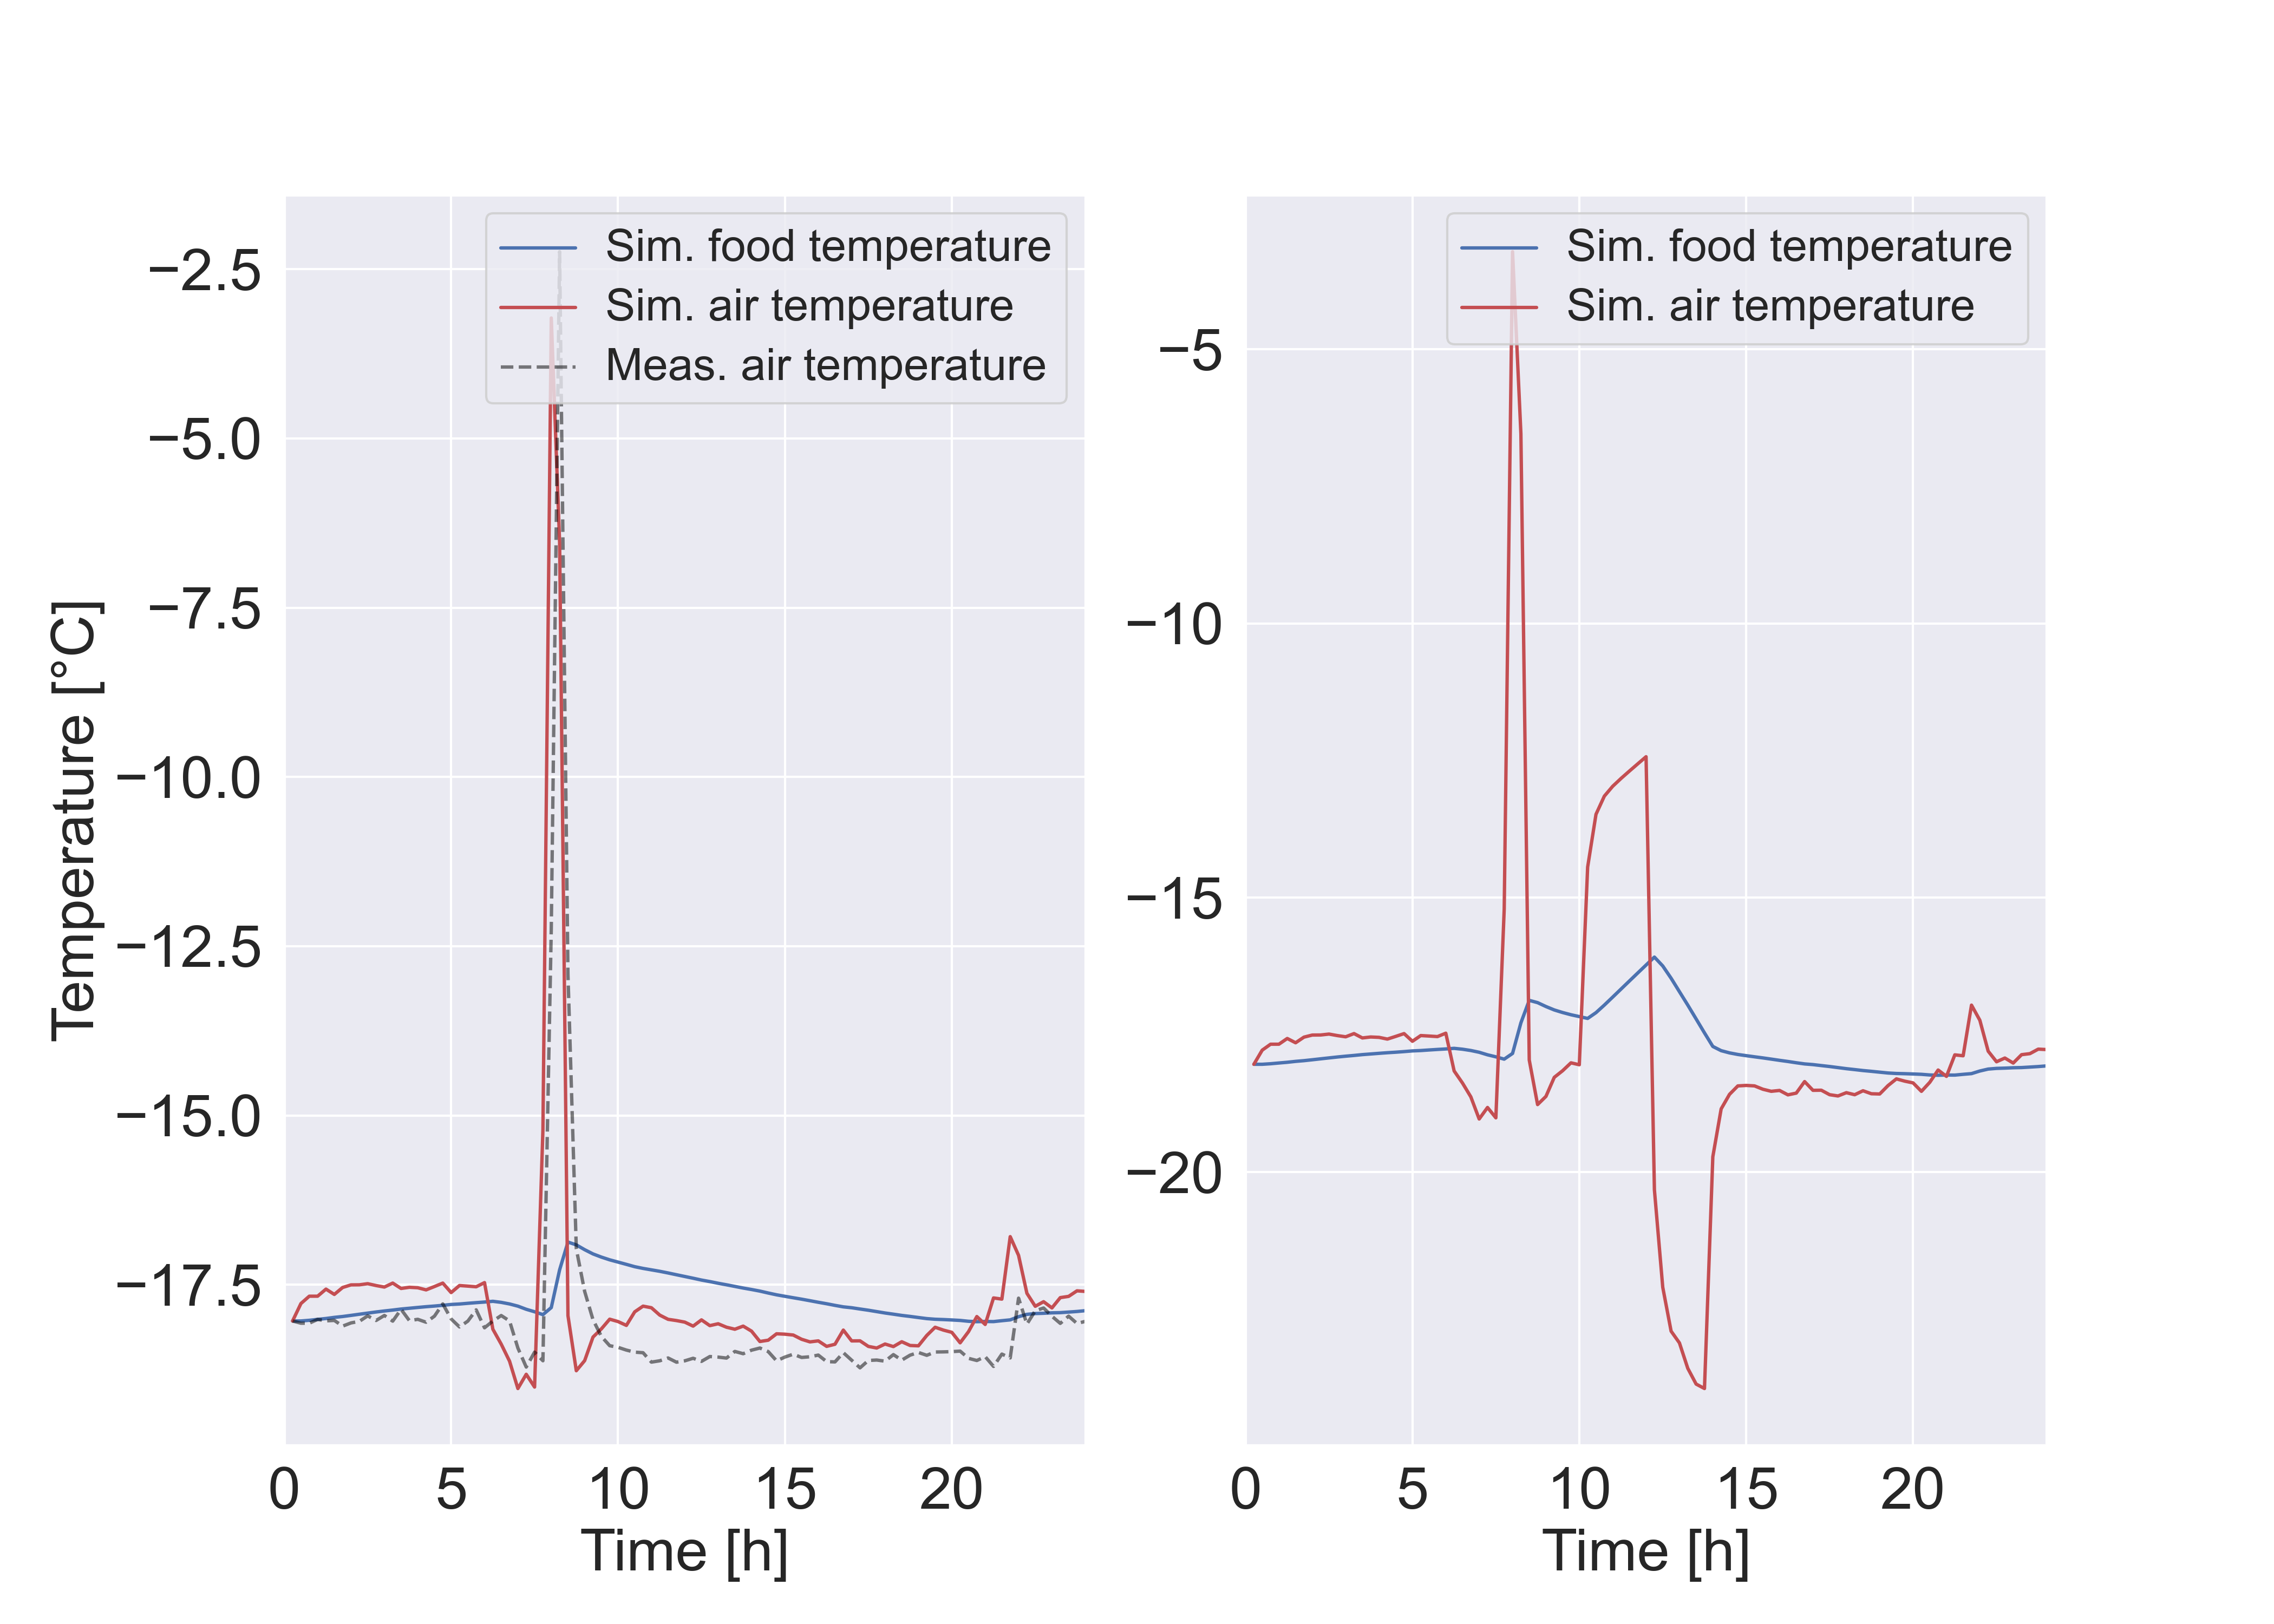 Temperature [°C]
−2.5
−5.0
−7.5
−10.0
−12.5
−15.0
−17.5
Sim. food temperature
Sim. air temperature
Meas. air temperature
0 5 10 15 20
Time [h]
−5
−10
−15
−20
Sim. food temperature
Sim. air temperature
0 5 10 15 20
Time [h]